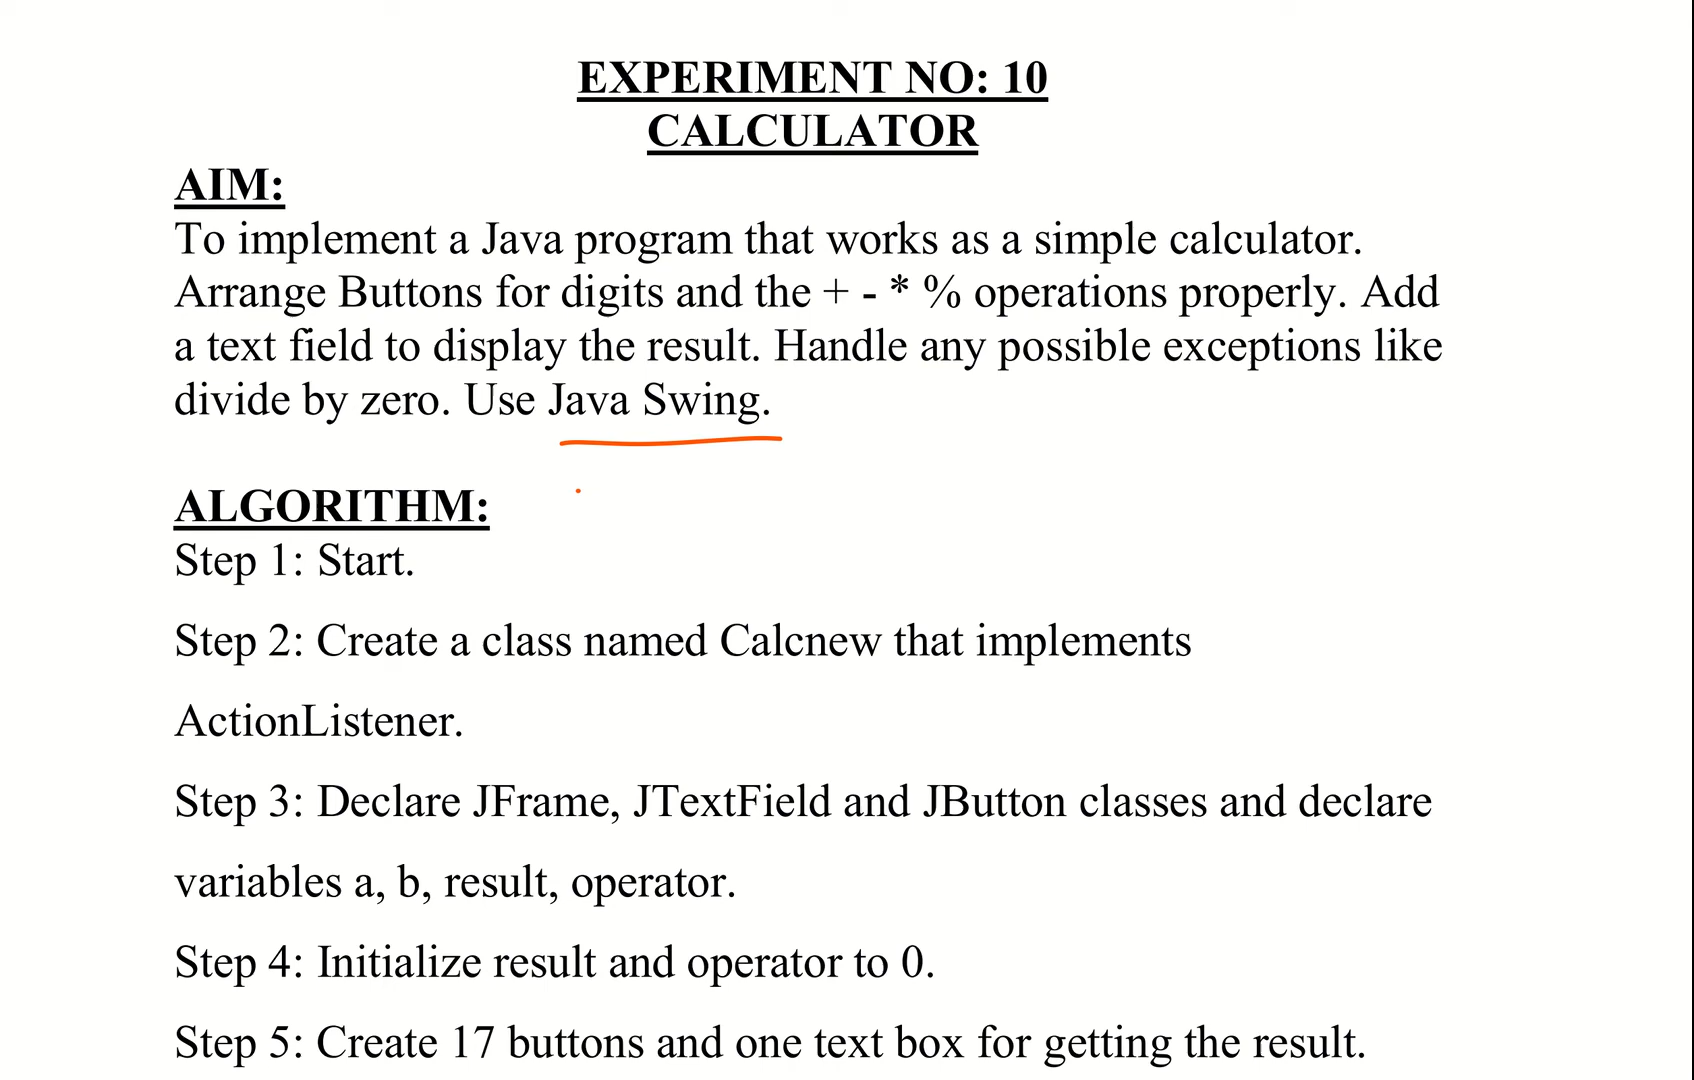 EXPERIMENT NO: 10
CALCULATOR
AIM:
To implement a Java program that works as a simple calculator.
Arrange Buttons for digits and the + - * % operations properly. Add
a text field to display the result. Handle any possible exceptions like
divide by zero. Use Java Swing.
ALGORITHM:
Step 1: Start.
Step 2: Create a class named Calcnew that implements
ActionListener.
Step 3: Declare JFrame, JTextField and JButton classes and declare
variables a, b, result, operator.
Step 4: Initialize result and operator to 0.
Step 5: Create 17 buttons and one text box for getting the result.